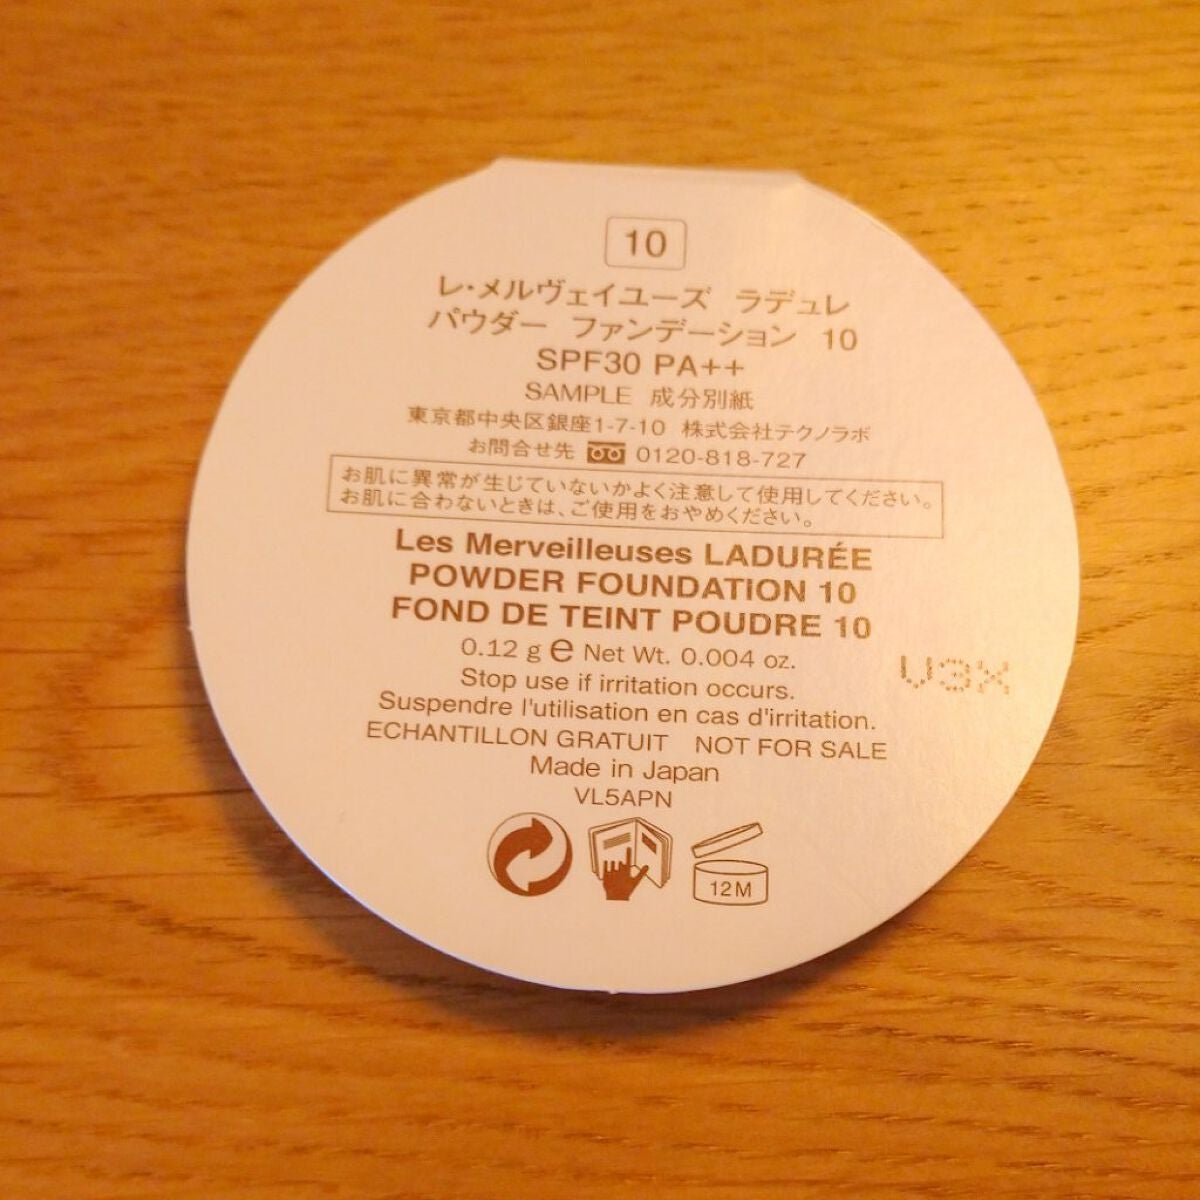 10
レ・メルヴェイユーズ ラデュレ
パウダー ファンデーション 10
SPF30 PA++
SAMPLE 成分別紙
東京都中央区銀座1-7-10 株式会社テクノラボ
お問合せ先 0120-818-727
お肌に異常が生じていないかよく注意して使用してください。
お肌に合わないときは、ご使用をおやめください。
Les Merveilleuses LADURÉE
POWDER FOUNDATION 10
FOND DE TEINT POUDRE 10
0.12 g e Net Wt. 0.004 oz.
V3X
Stop use if irritation occurs.
Suspendre l'utilisation en cas d'irritation.
ECHANTILLON GRATUIT NOT FOR SALE
Made in Japan
VL5APN
12M